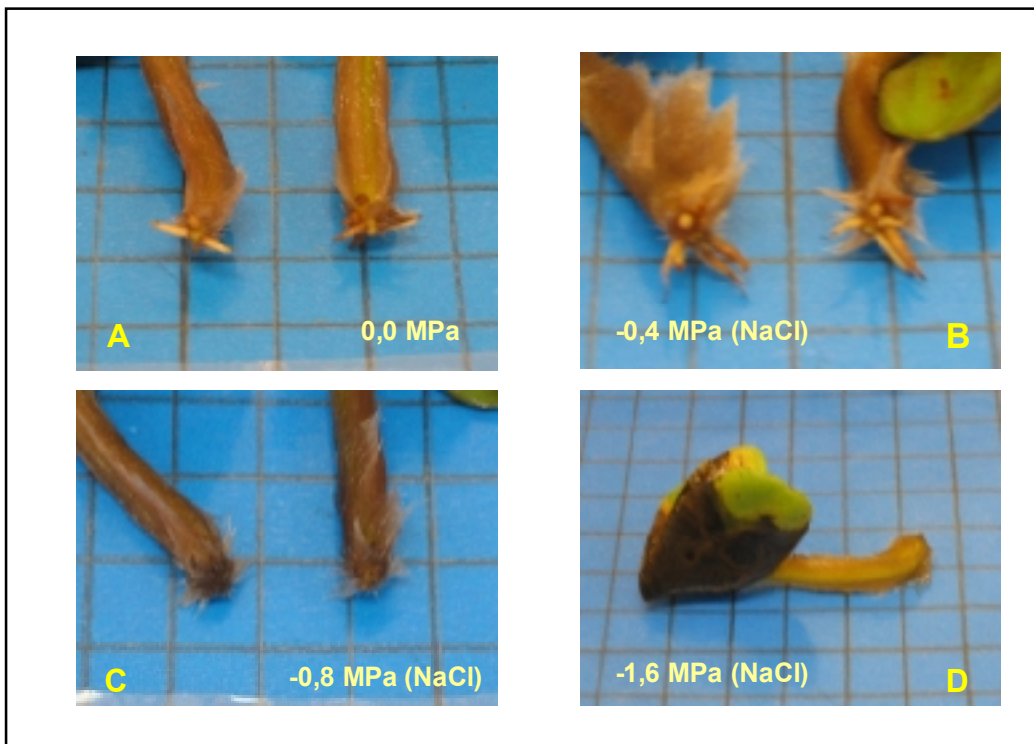 A
0,0 MPa
-0,4 MPa (NaCl)
B
C
-0,8 MPa (NaCl)
-1,6 MPa (NaCl)
D